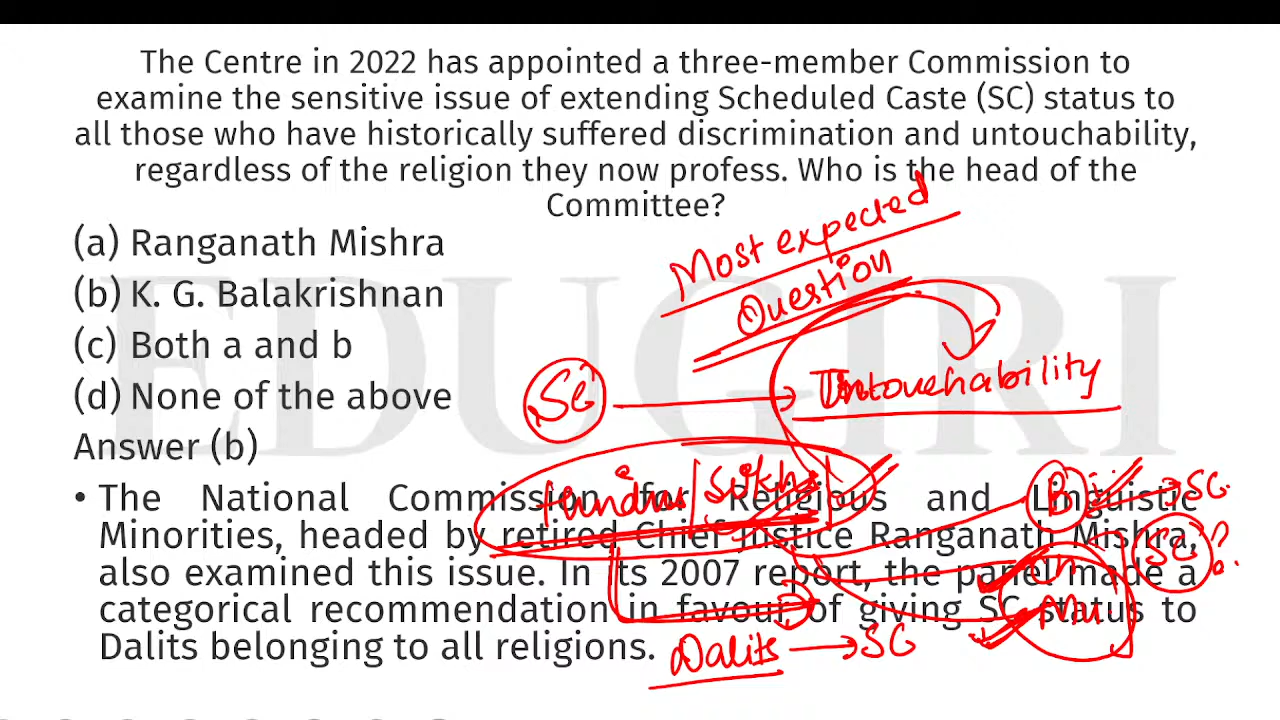 The Centre in 2022 has appointed a three-member Commission to
examine the sensitive issue of extending Scheduled Caste (SC) status to
all those who have historically suffered discrimination and untouchability,
regardless of the religion they now profess. Who is the head of the
Committee?
(a) Ranganath Mishra
(b) K. G. Balakrishnan
(c) Both a and b
(d) None of the above
Answer (b)
Most expected
Question
SC
Untouchability
EDUGIRI
• The National Commission for Religious and Linguistic
Minorities, headed by retired Chief Justice Ranganath Mishra,
also examined this issue. In its 2007 report, the panel made a
categorical recommendation in favour of giving SC status to
Dalits belonging to all religions.
Hindus/Sikhs/
B
SC
SC?
Mu
Dalits → SC